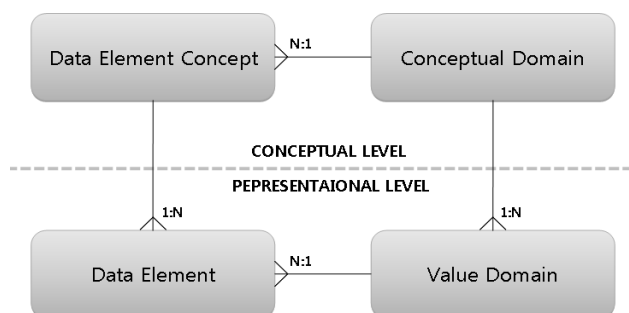 Data Element Concept
N:1
Conceptual Domain
CONCEPTUAL LEVEL
PEPRESENTAIONAL LEVEL
1:N
1:N
Data Element
N:1
Value Domain